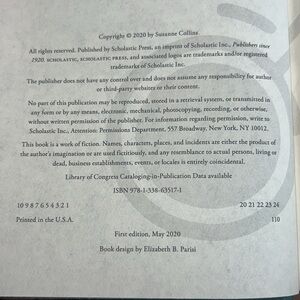 Copyright © 2020 by Suzanne Collins
All rights reserved. Published by Scholastic Press, an imprint of Scholastic Inc., Publishers since
1920. SCHOLASTIC, SCHOLASTIC PRESS, and associated logos are trademarks and/or registered
trademarks of Scholastic Inc.
The publisher does not have any control over and does not assume any responsibility for author
or third-party websites or their content.
No part of this publication may be reproduced, stored in a retrieval system, or transmitted in
any form or by any means, electronic, mechanical, photocopying, recording, or otherwise,
without written permission of the publisher. For information regarding permission, write to
Scholastic Inc., Attention: Permissions Department, 557 Broadway, New York, NY 10012.
This book is a work of fiction. Names, characters, places, and incidents are either the product of
the author's imagination or are used fictitiously, and any resemblance to actual persons, living or
dead, business establishments, events, or locales is entirely coincidental.
Library of Congress Cataloging-in-Publication Data available
ISBN 978-1-338-63517-1
10 9 8 7 6 5 4 3 2 1 20 21 22 23 24
Printed in the U.S.A. 110
First edition, May 2020
Book design by Elizabeth B. Parisi